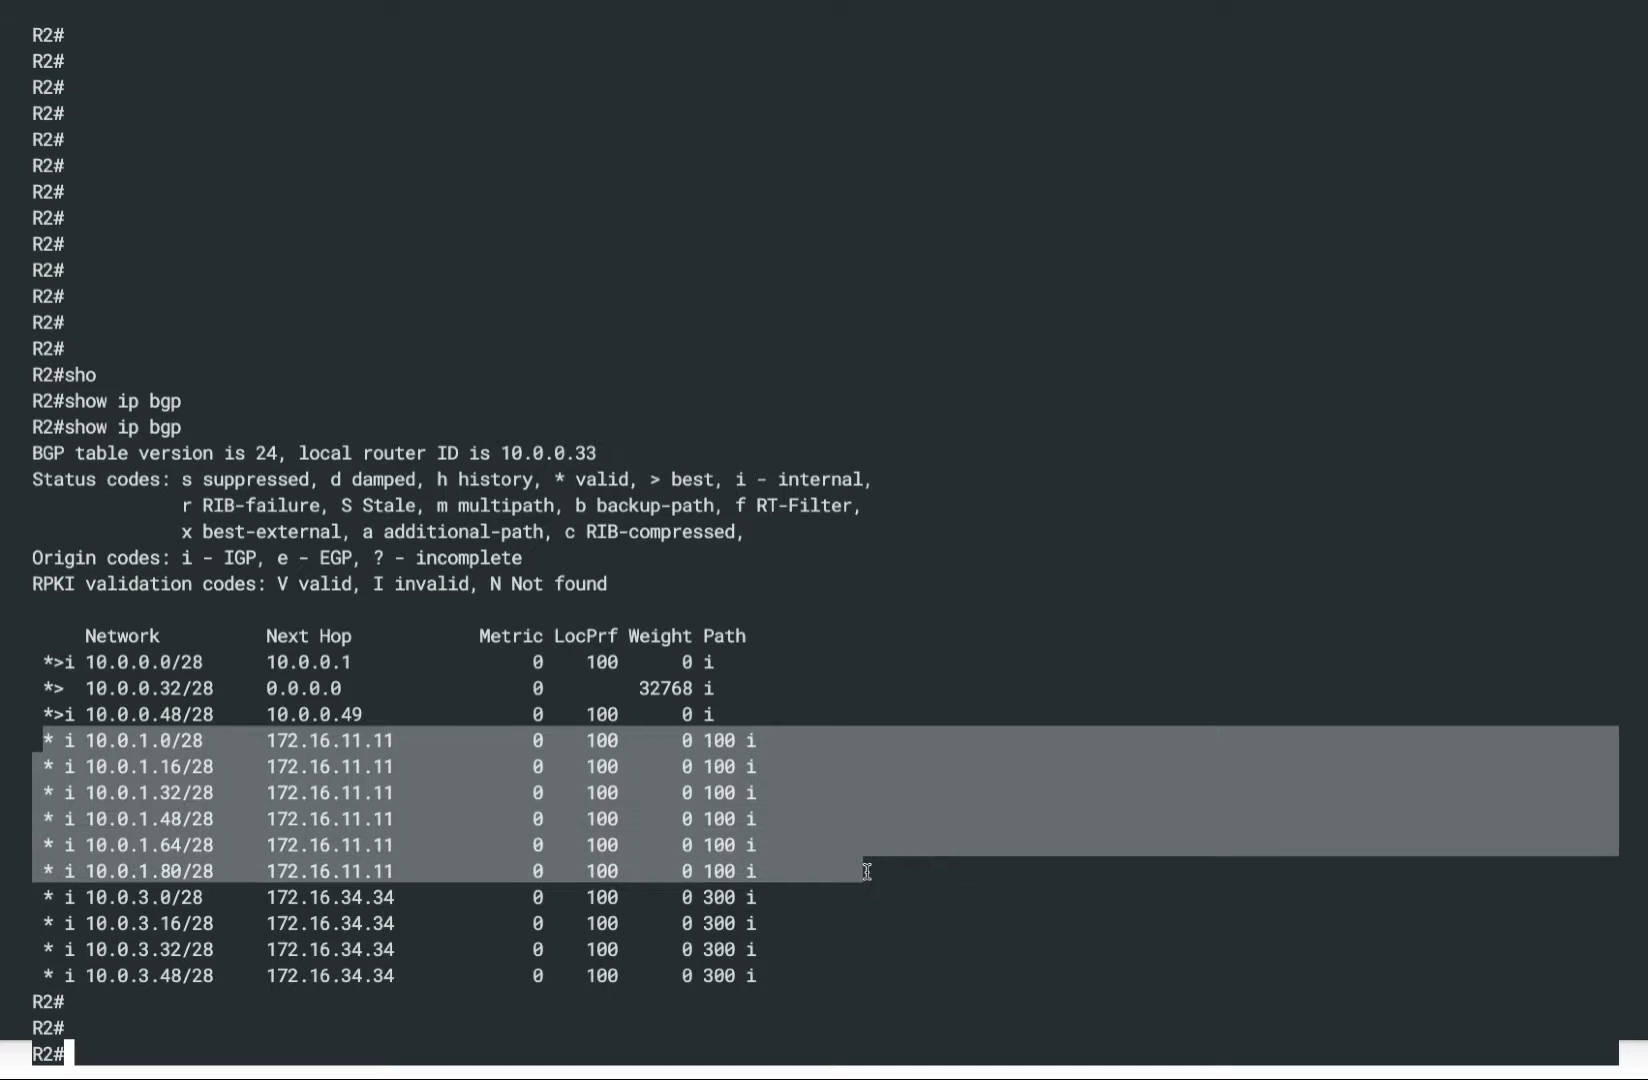 R2#
R2#
R2#
R2#
R2#
R2#
R2#
R2#
R2#
R2#
R2#
R2#
R2#
R2#sho
R2#show ip bgp
R2#show ip bgp
BGP table version is 24, local router ID is 10.0.0.33
Status codes: s suppressed, d damped, h history, * valid, > best, i - internal,
              r RIB-failure, S Stale, m multipath, b backup-path, f RT-Filter,
              x best-external, a additional-path, c RIB-compressed,
Origin codes: i - IGP, e - EGP, ? - incomplete
RPKI validation codes: V valid, I invalid, N Not found
     Network          Next Hop            Metric LocPrf Weight Path
 *>i 10.0.0.0/28      10.0.0.1                 0    100      0 i
 *>  10.0.0.32/28     0.0.0.0                  0         32768 i
 *>i 10.0.0.48/28     10.0.0.49                0    100      0 i
 * i 10.0.1.0/28      172.16.11.11             0    100      0 100 i
 * i 10.0.1.16/28     172.16.11.11             0    100      0 100 i
 * i 10.0.1.32/28     172.16.11.11             0    100      0 100 i
 * i 10.0.1.48/28     172.16.11.11             0    100      0 100 i
 * i 10.0.1.64/28     172.16.11.11             0    100      0 100 i
 * i 10.0.1.80/28     172.16.11.11             0    100      0 100 i
 * i 10.0.3.0/28      172.16.34.34             0    100      0 300 i
 * i 10.0.3.16/28     172.16.34.34             0    100      0 300 i
 * i 10.0.3.32/28     172.16.34.34             0    100      0 300 i
 * i 10.0.3.48/28     172.16.34.34             0    100      0 300 i
R2#
R2#
R2#